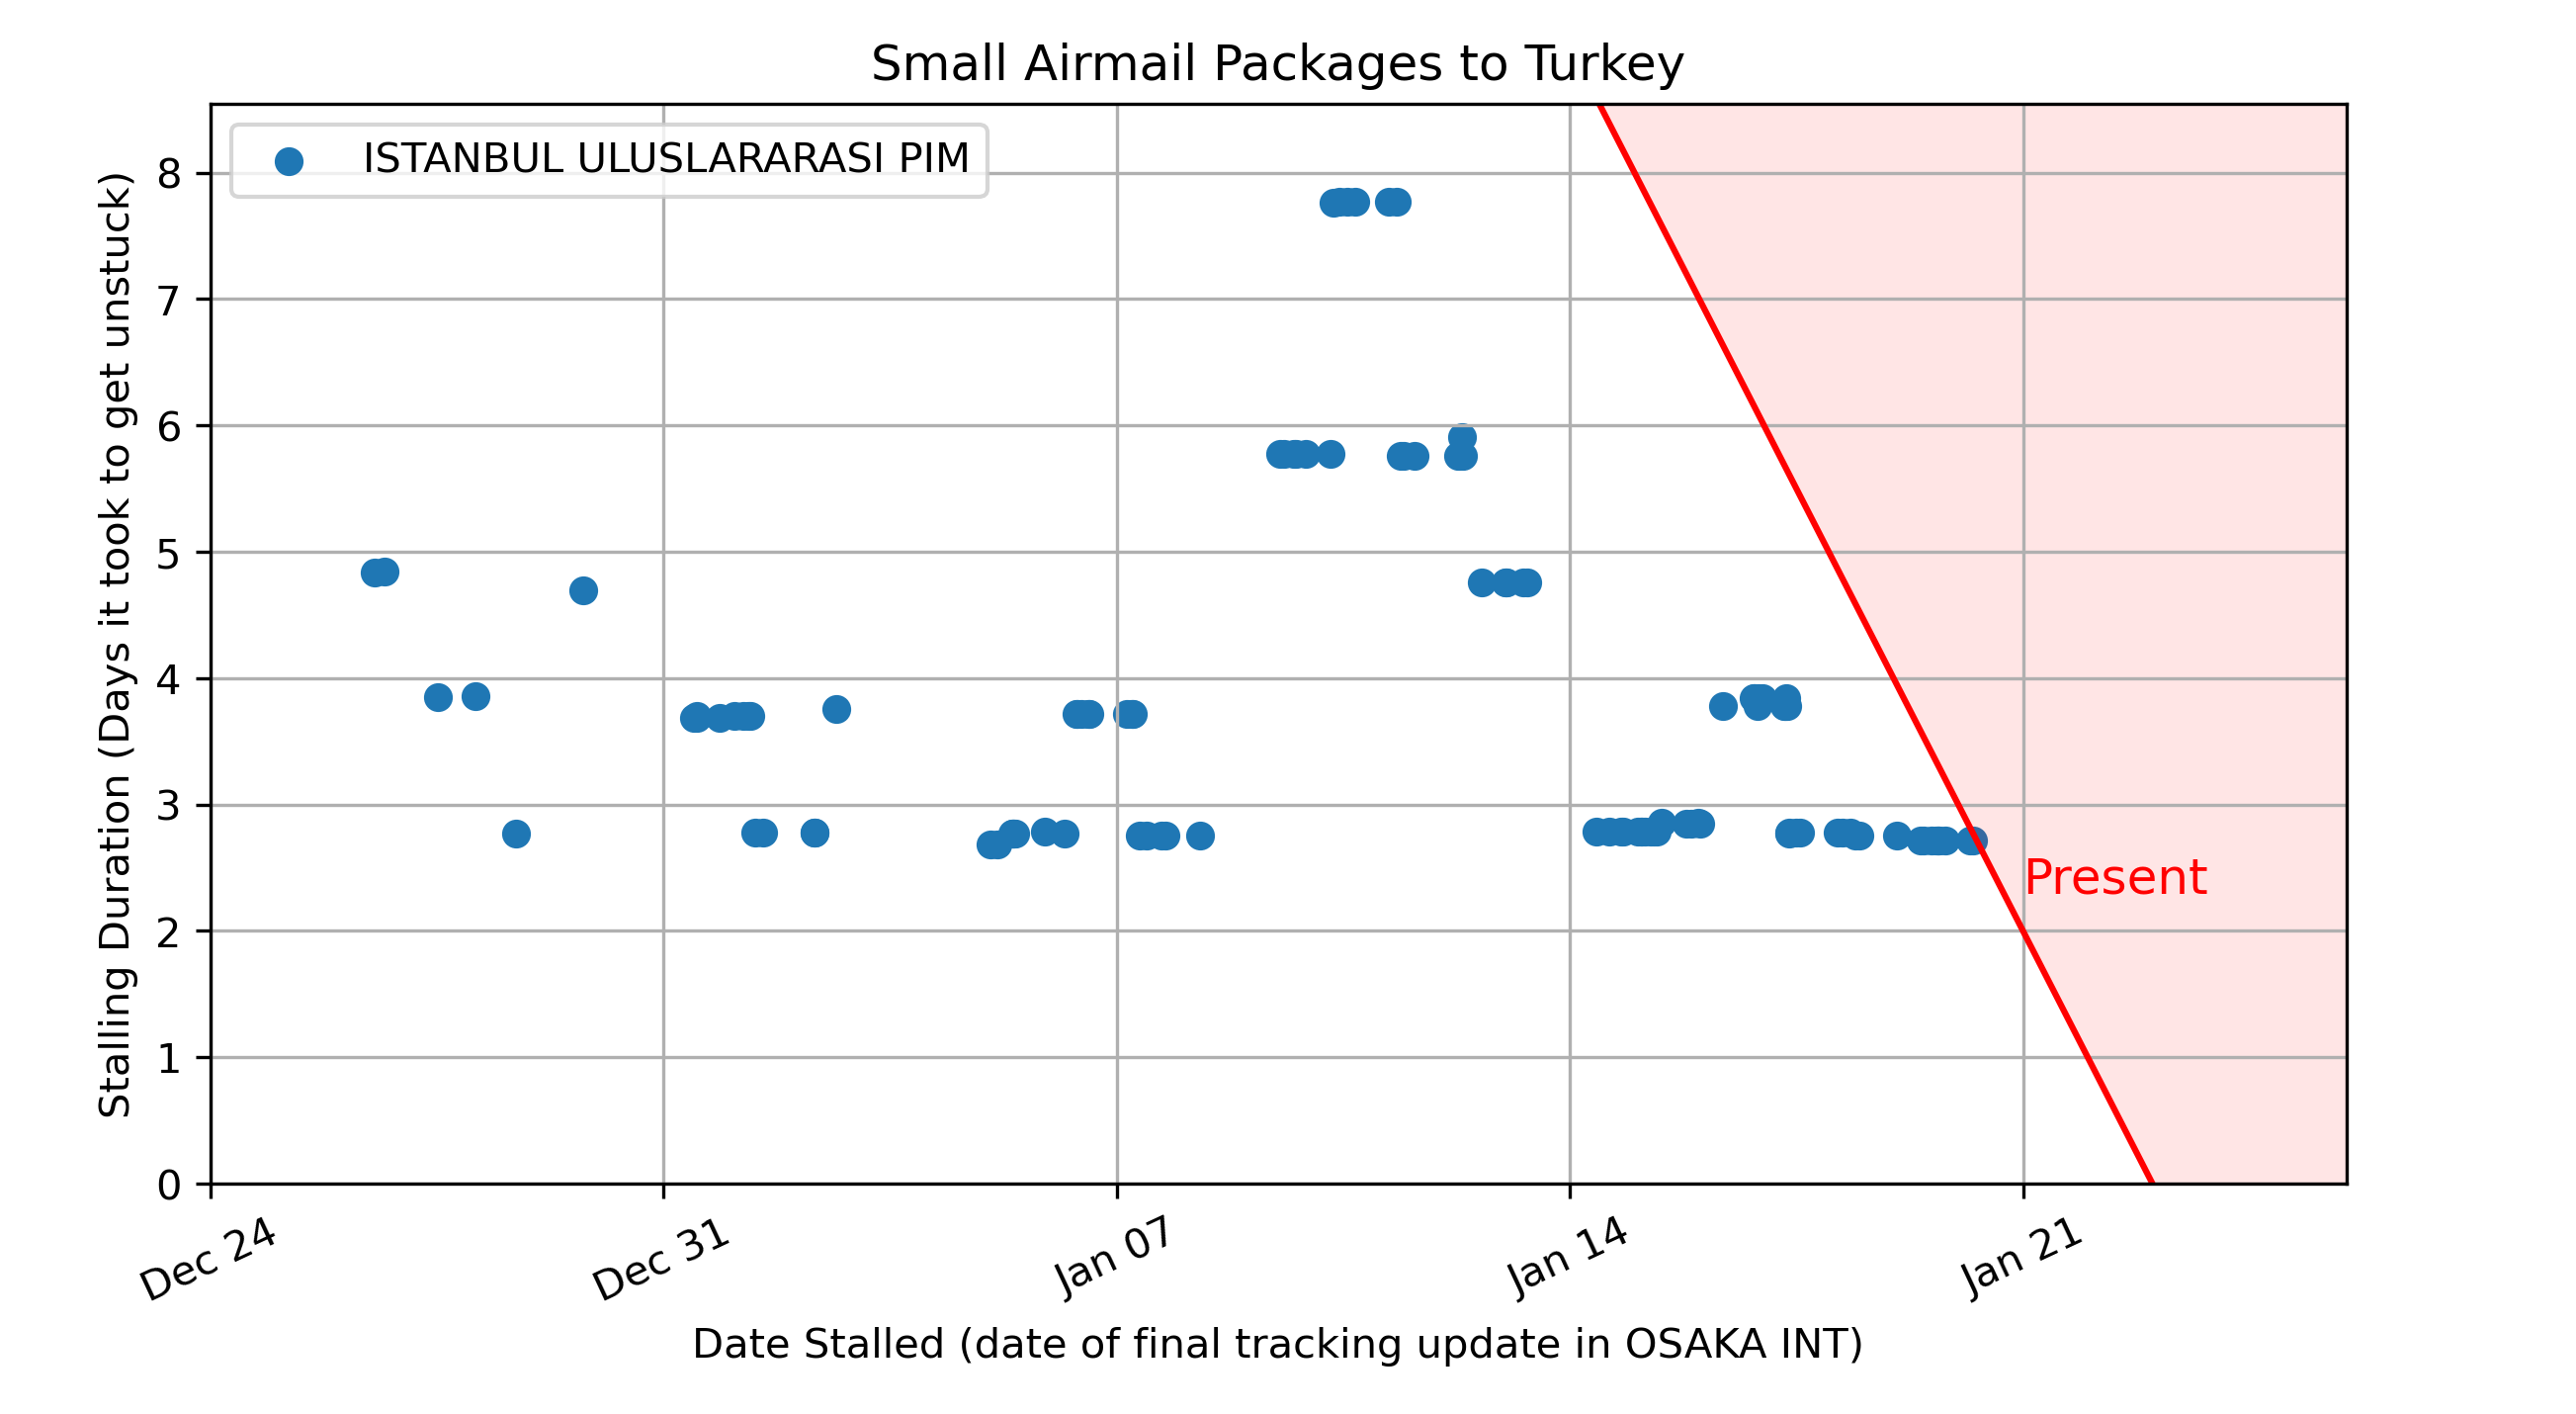 Small Airmail Packages to Turkey
ISTANBUL ULUSLARARASI PIM
Stalling Duration (Days it took to get unstuck)
8
7
6
5
4
3
2
1
0
Present
Dec 24
Dec 31
Jan 07
Jan 14
Jan 21
Date Stalled (date of final tracking update in OSAKA INT)